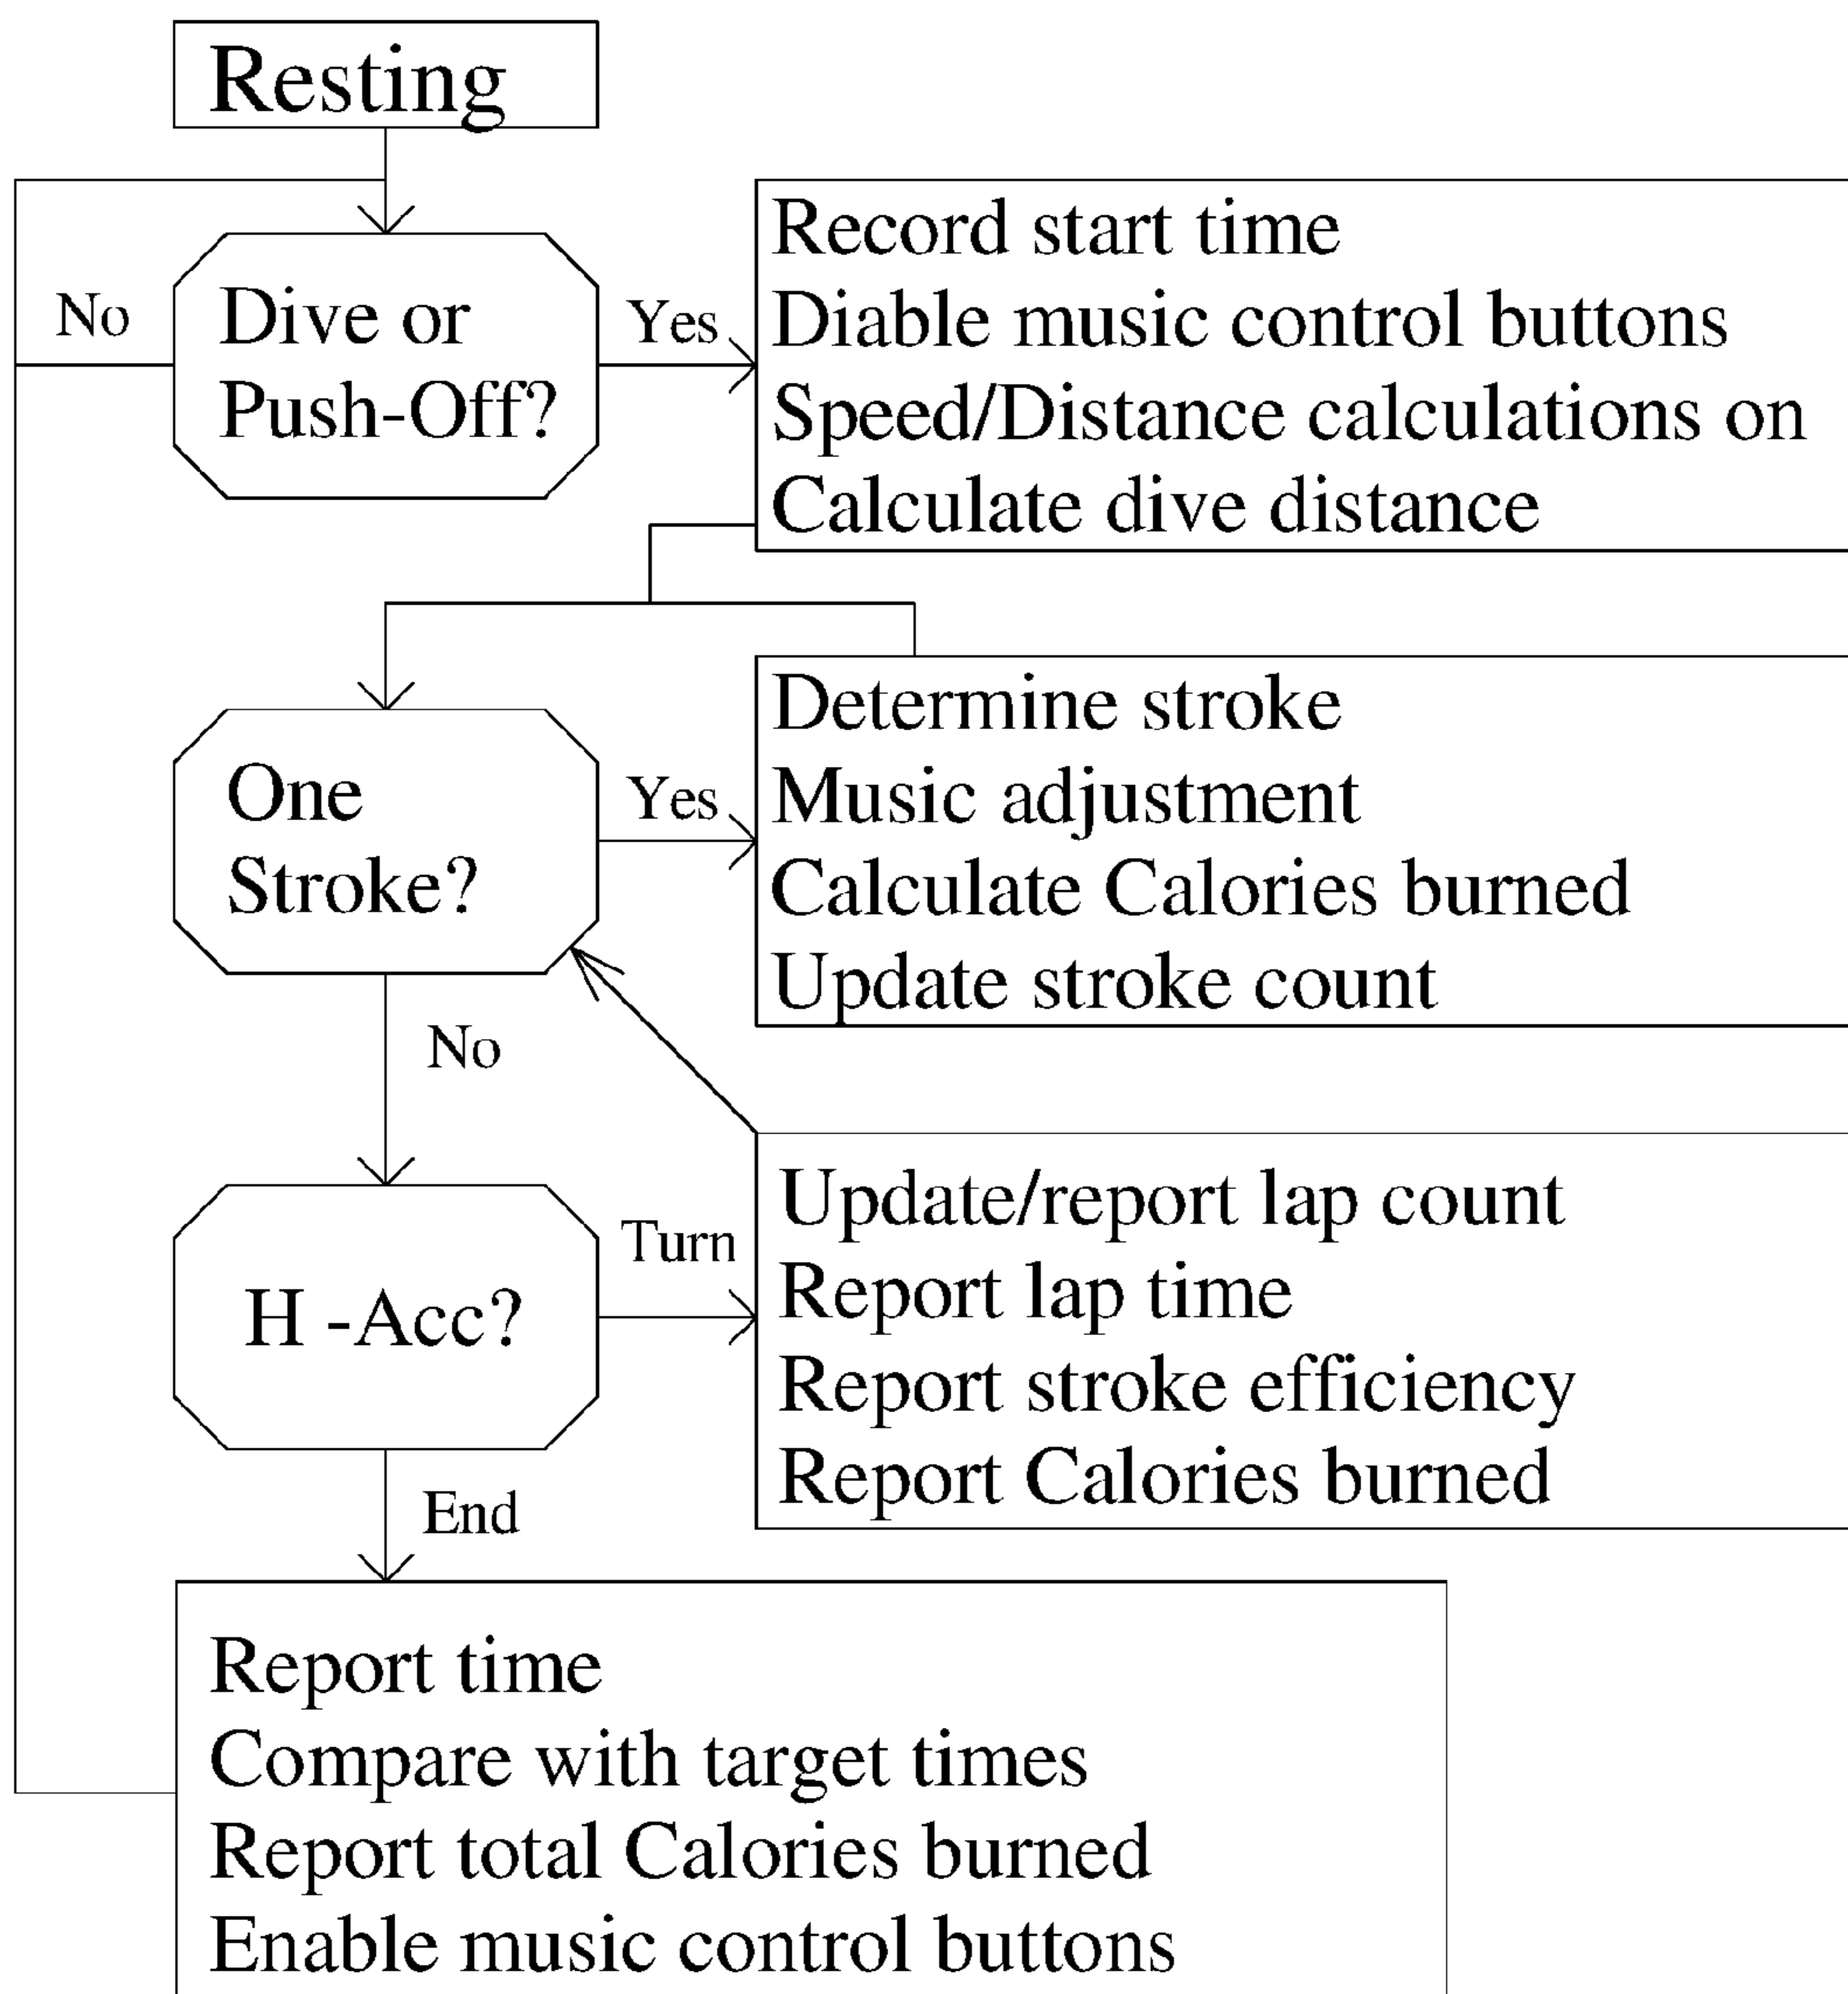 Resting
No
Dive or
Push-Off?
Yes
Record start time
Diable music control buttons
Speed/Distance calculations on
Calculate dive distance
One
Stroke?
Yes
Determine stroke
Music adjustment
Calculate Calories burned
Update stroke count
No
H -Acc?
Turn
Update/report lap count
Report lap time
Report stroke efficiency
Report Calories burned
End
Report time
Compare with target times
Report total Calories burned
Enable music control buttons